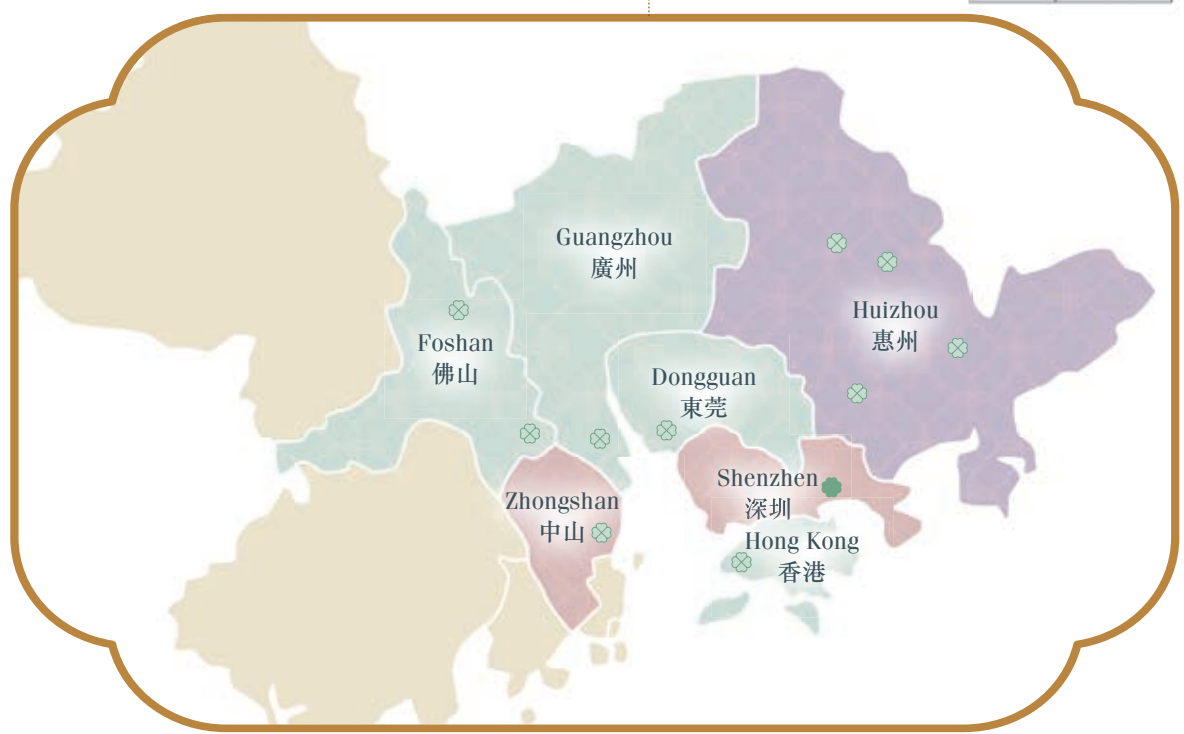 Guangzhou
廣州
Huizhou
惠州
Foshan
佛山
Dongguan
東莞
Shenzhen
深圳
Zhongshan
中山
Hong Kong
香港